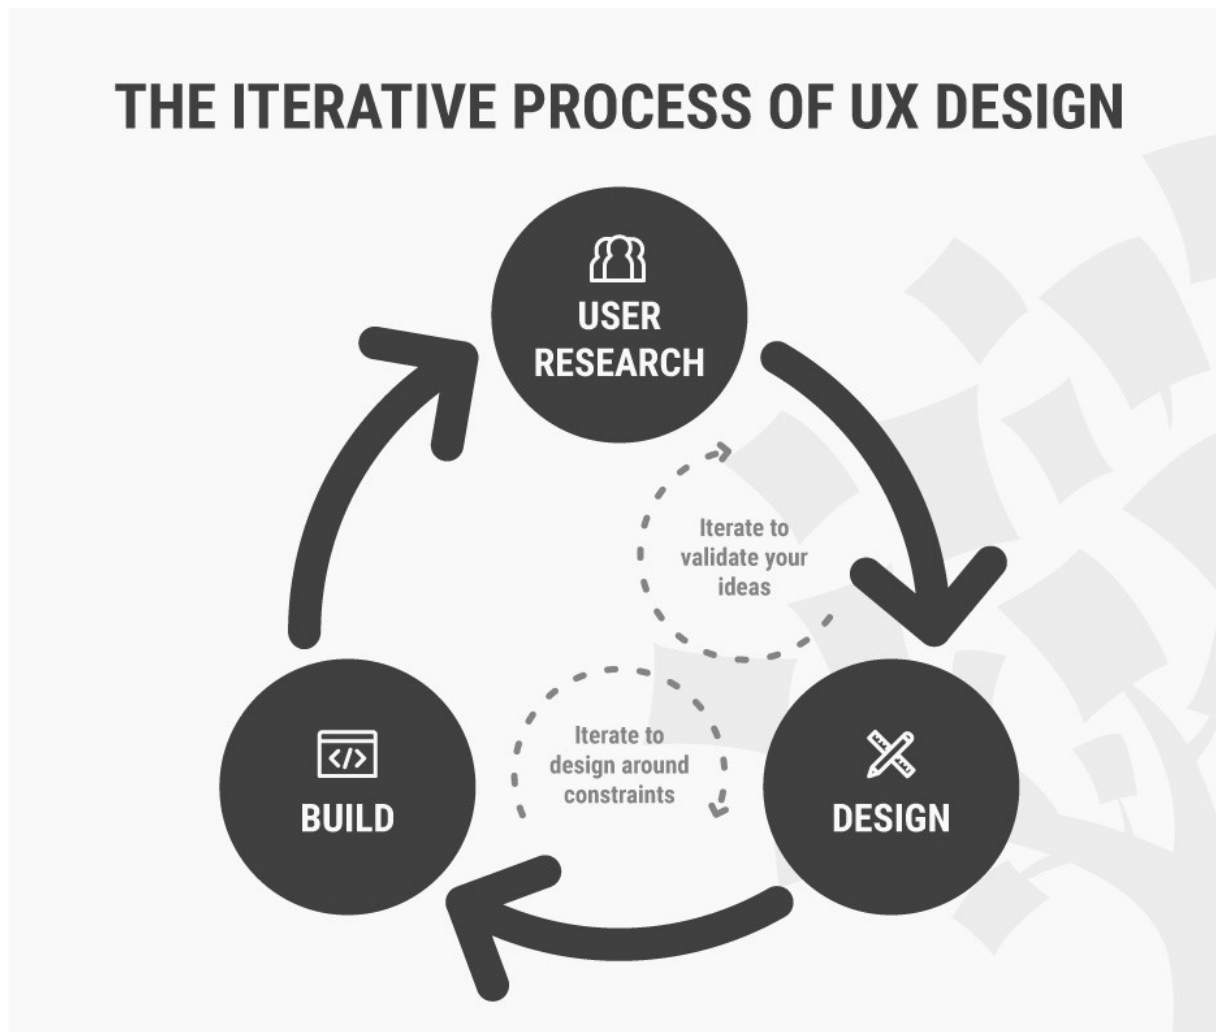 THE ITERATIVE PROCESS OF UX DESIGN
USER
RESEARCH
Iterate to
validate your
ideas
Iterate to
design around
constraints
</>
BUILD
DESIGN